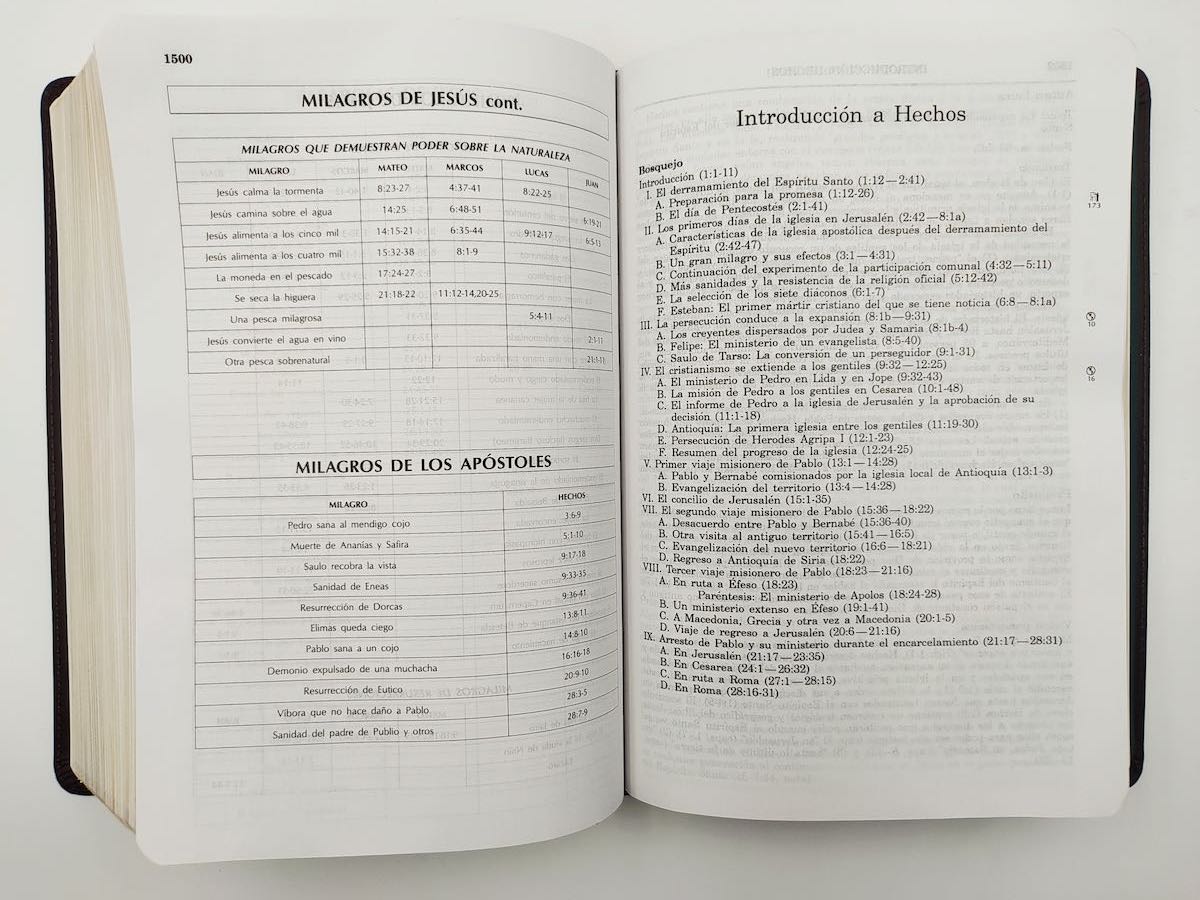 1500
MILAGROS DE JESÚS cont.
MILAGROS QUE DEMUESTRAN PODER SOBRE LA NATURALEZA
MILAGRO MATEO MARCOS LUCAS JUAN
Jesús calma la tormenta 8:23-27 4:37-41 8:22-25
Jesús camina sobre el agua 14:25 6:48-51 6:19-21
Jesús alimenta a los cinco mil 14:15-21 6:35-44 9:12-17 6:5-13
Jesús alimenta a los cuatro mil 15:32-38 8:1-9
La moneda en el pescado 17:24-27
Se seca la higuera 21:18-22 11:12-14,20-25
Una pesca milagrosa 5:4-11
Jesús convierte el agua en vino 2:1-11
Otra pesca sobrenatural 21:1-11
MILAGROS DE LOS APÓSTOLES
MILAGRO HECHOS
Pedro sana al mendigo cojo 3:6-9
Muerte de Ananías y Safira 5:1-10
Saulo recobra la vista 9:17-18
Sanidad de Eneas 9:33-35
Resurrección de Dorcas 9:36-41
Elimas queda ciego 13:8-11
Pablo sana a un cojo 14:8-10
Demonio expulsado de una muchacha 16:16-18
Resurrección de Eutico 20:9-10
Víbora que no hace daño a Pablo 28:3-5
Sanidad del padre de Publio y otros 28:7-9
Introducción a Hechos
Bosquejo
Introducción (1:1-11)
I. El derramamiento del Espíritu Santo (1:12—2:41)
A. Preparación para la promesa (1:12-26)
B. El día de Pentecostés (2:1-41)
173
II. Los primeros días de la iglesia en Jerusalén (2:42—8:1a)
A. Características de la iglesia apostólica después del derramamiento del
Espíritu (2:42-47)
B. Un gran milagro y sus efectos (3:1—4:31)
C. Continuación del experimento de la participación comunal (4:32—5:11)
D. Más sanidades y la resistencia de la religión oficial (5:12-42)
E. La selección de los siete diáconos (6:1-7)
F. Esteban: El primer mártir cristiano del que se tiene noticia (6:8—8:1a)
III. La persecución conduce a la expansión (8:1b—9:31)
10
A. Los creyentes dispersados por Judea y Samaria (8:1b-4)
B. Felipe: El ministerio de un evangelista (8:5-40)
C. Saulo de Tarso: La conversión de un perseguidor (9:1-31)
IV. El cristianismo se extiende a los gentiles (9:32—12:25)
16
A. El ministerio de Pedro en Lida y en Jope (9:32-43)
B. La misión de Pedro a los gentiles en Cesarea (10:1-48)
C. El informe de Pedro a la iglesia de Jerusalén y la aprobación de su
decisión (11:1-18)
D. Antioquía: La primera iglesia entre los gentiles (11:19-30)
E. Persecución de Herodes Agripa I (12:1-23)
F. Resumen del progreso de la iglesia (12:24-25)
V. Primer viaje misionero de Pablo (13:1—14:28)
A. Pablo y Bernabé comisionados por la iglesia local de Antioquía (13:1-3)
B. Evangelización del territorio (13:4—14:28)
VI. El concilio de Jerusalén (15:1-35)
VII. El segundo viaje misionero de Pablo (15:36—18:22)
A. Desacuerdo entre Pablo y Bernabé (15:36-40)
B. Otra visita al antiguo territorio (15:41—16:5)
C. Evangelización del nuevo territorio (16:6—18:21)
D. Regreso a Antioquía de Siria (18:22)
VIII. Tercer viaje misionero de Pablo (18:23—21:16)
A. En ruta a Éfeso (18:23)
Paréntesis: El ministerio de Apolos (18:24-28)
B. Un ministerio extenso en Éfeso (19:1-41)
C. A Macedonia, Grecia y otra vez a Macedonia (20:1-5)
D. Viaje de regreso a Jerusalén (20:6—21:16)
IX. Arresto de Pablo y su ministerio durante el encarcelamiento (21:17—28:31)
A. En Jerusalén (21:17—23:35)
B. En Cesarea (24:1—26:32)
C. En ruta a Roma (27:1—28:15)
D. En Roma (28:16-31)